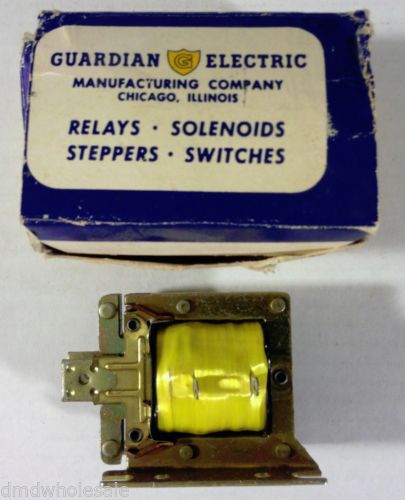 GUARDIAN G ELECTRIC
MANUFACTURING COMPANY
CHICAGO, ILLINOIS
RELAYS · SOLENOIDS
STEPPERS · SWITCHES
dmdwholesale